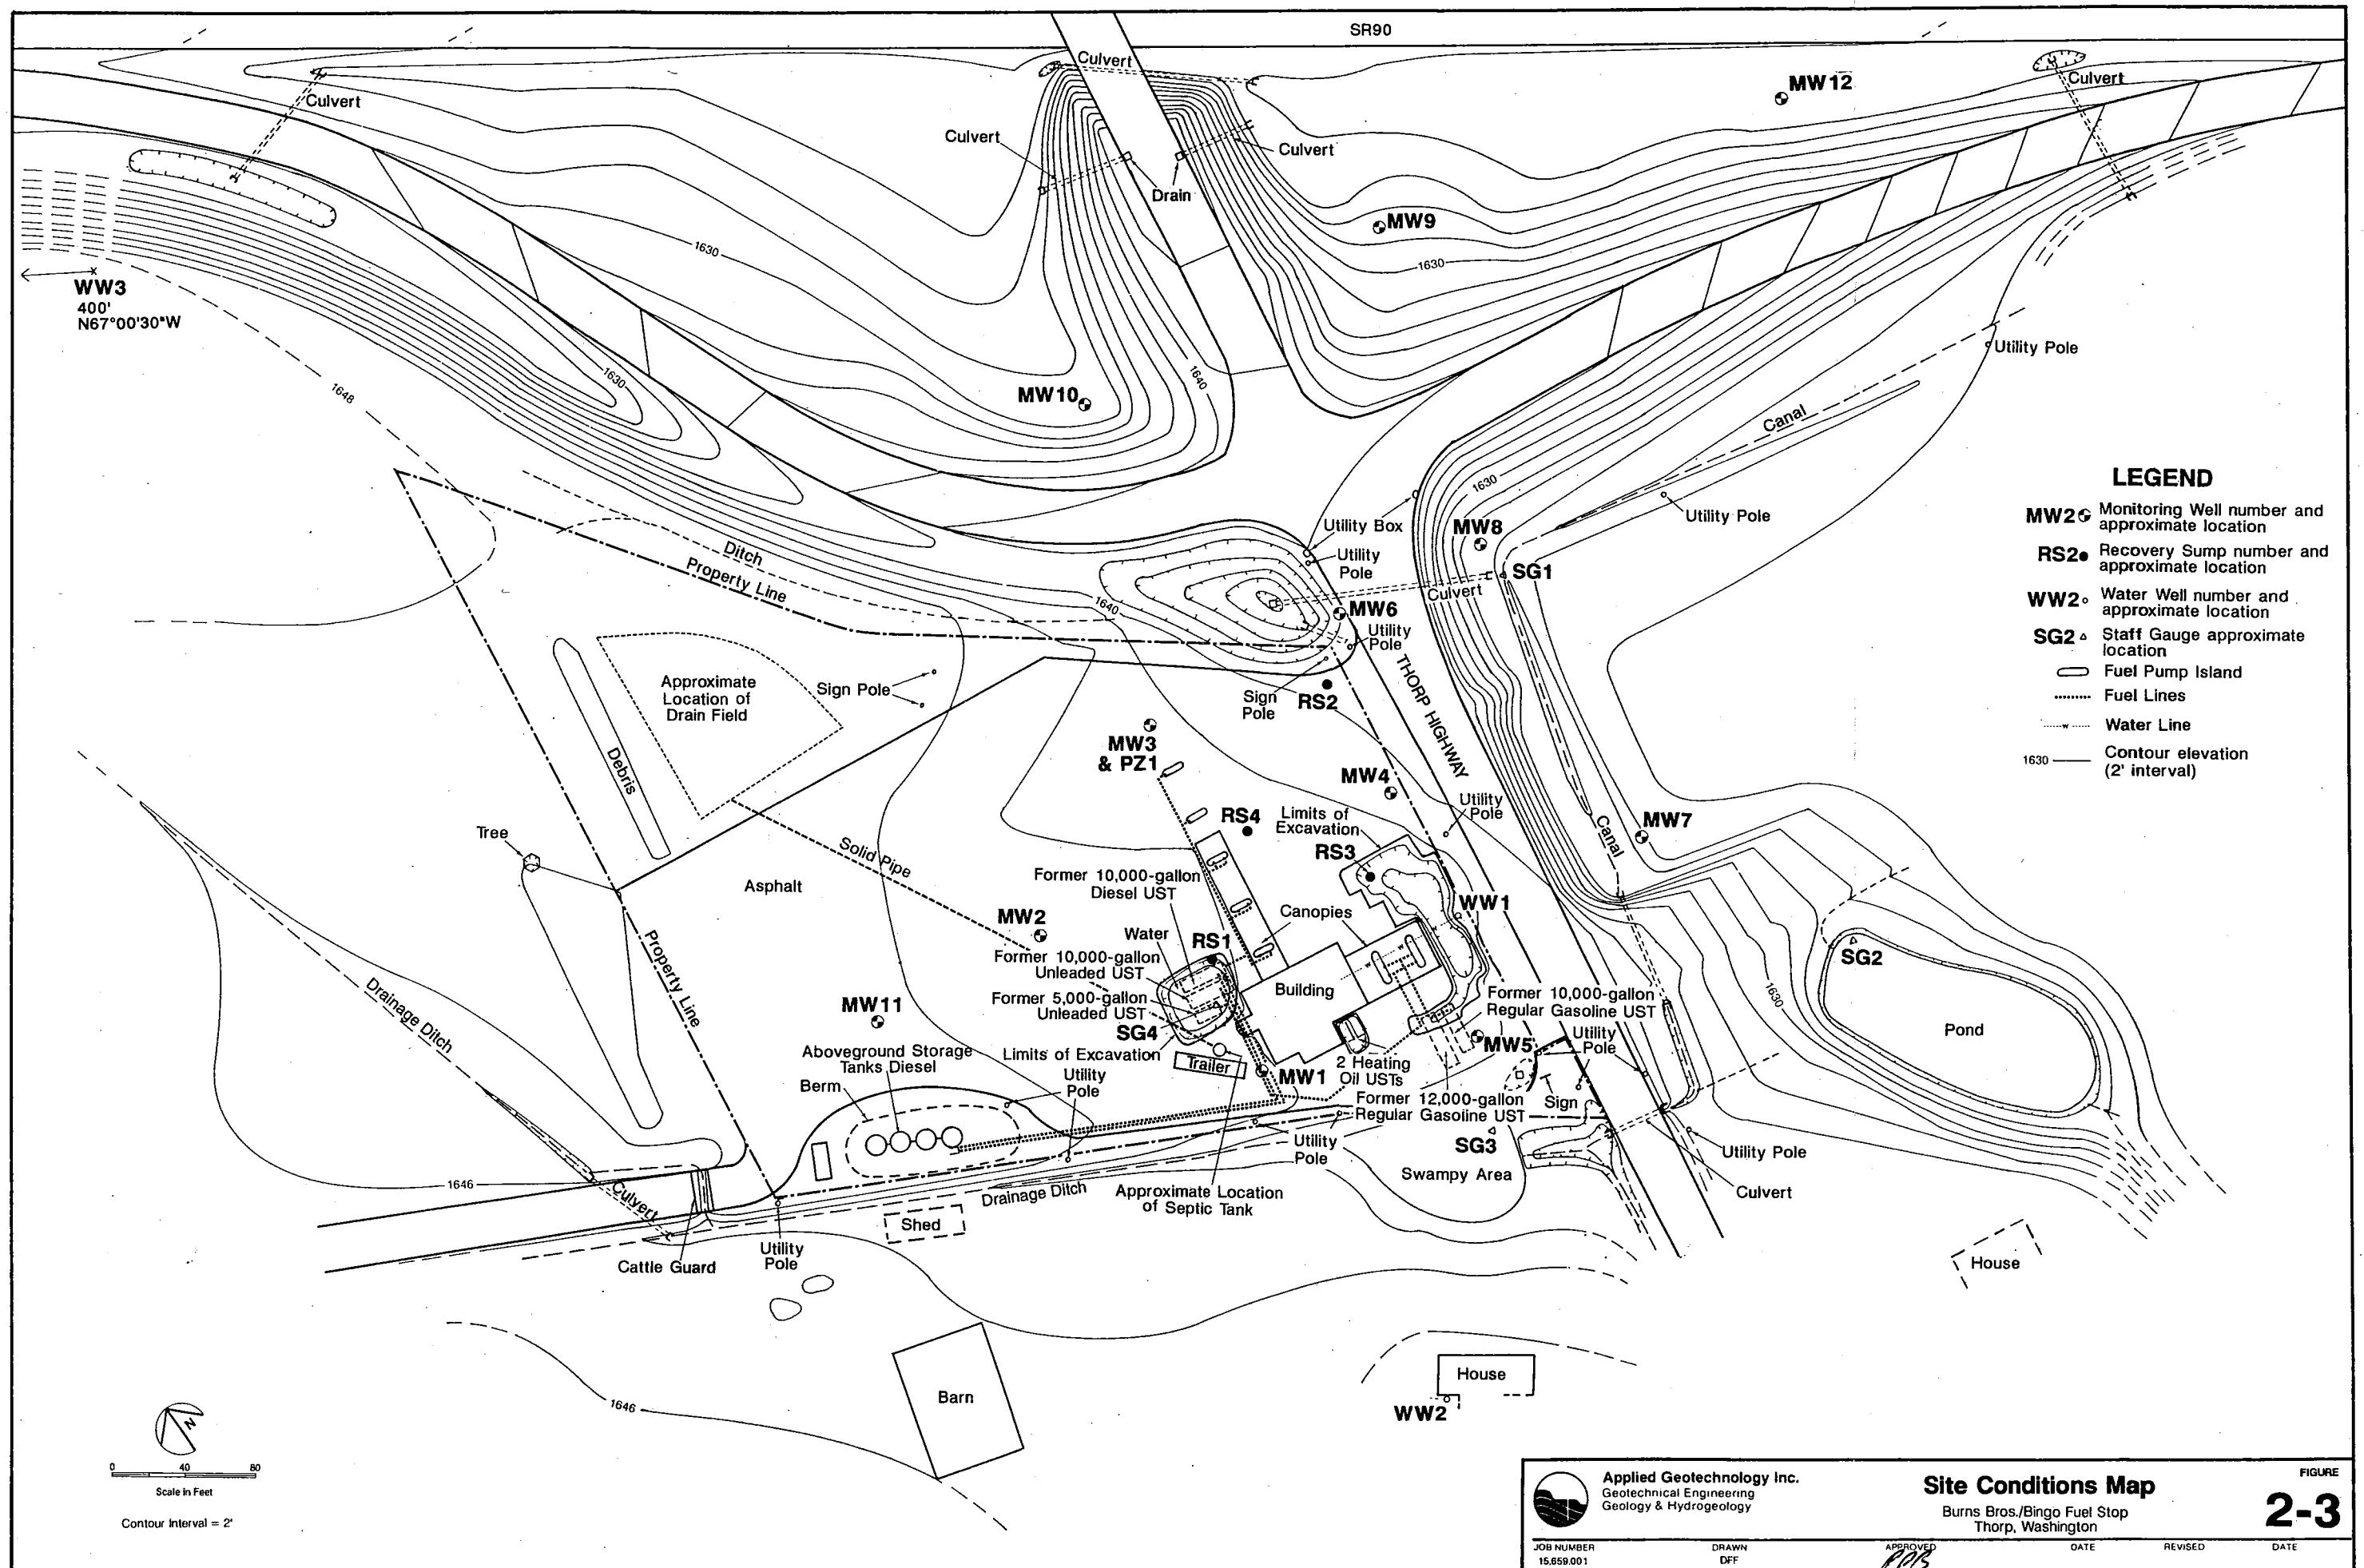 SR90
Culvert
Culvert
Culvert
MW12
Culvert
Culvert
Drain
MW9
1630
1630
WW3
400'
N67°00'30"W
1648
1630
MW10
1640
Utility Pole
Canal
1630
Utility Box
MW8
Utility Pole
Utility
Pole
SG1
Culvert
Ditch
Property Line
1640
MW6
Utility
Pole
THORP HIGHWAY
LEGEND
MW2 Monitoring Well number and
approximate location
RS2 Recovery Sump number and
approximate location
WW2 Water Well number and
approximate location
SG2 Staff Gauge approximate
location
Fuel Pump Island
Fuel Lines
w Water Line
1630 Contour elevation
(2' interval)
Approximate
Location of
Drain Field
Sign Pole
Sign
Pole
RS2
Debris
MW3
& PZ1
MW4
Utility
Pole
RS4
Limits of
Excavation
RS3
Canal
MW7
Tree
Solid Pipe
Asphalt
Former 10,000-gallon
Diesel UST
MW2
Canopies
WW1
Water
RS1
Former 10,000-gallon
Unleaded UST
w
w
Building
SG2
1630
Pond
Property Line
Drainage Ditch
MW11
Former 5,000-gallon
Unleaded UST
SG4
Former 10,000-gallon
Regular Gasoline UST
Limits of Excavation
Trailer
MW5
Utility
Pole
Aboveground Storage
Tanks Diesel
Berm
Utility
Pole
MW1
2 Heating
Oil USTs
Former 12,000-gallon
Regular Gasoline UST
Sign
Utility
Pole
SG3
Swampy Area
Utility Pole
Culvert
1646
Culvert
Drainage Ditch
Approximate Location
of Septic Tank
Shed
Cattle Guard
Utility
Pole
House
1646
Barn
House
WW2
N
0 40 80
Scale in Feet
Contour Interval = 2'
Applied Geotechnology Inc.
Geotechnical Engineering
Geology & Hydrogeology
Site Conditions Map
Burns Bros./Bingo Fuel Stop
Thorp, Washington
FIGURE
2-3
JOB NUMBER DRAWN APPROVED DATE REVISED DATE
15,659.001 DFF